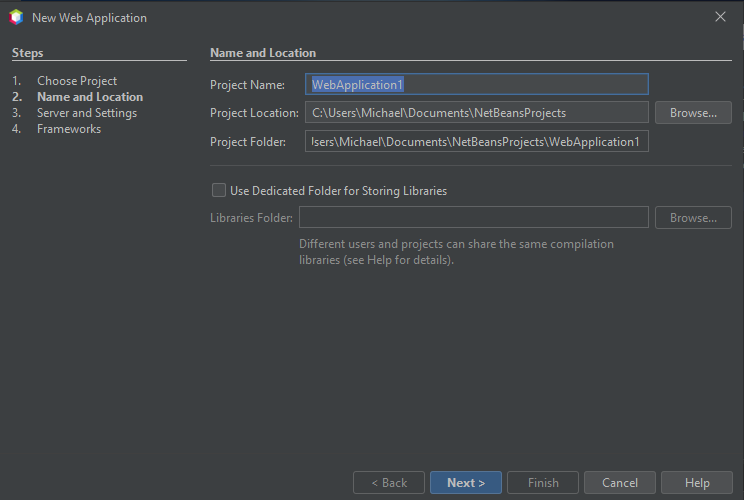 New Web Application
Steps
1. Choose Project
2. Name and Location
3. Server and Settings
4. Frameworks
Name and Location
Project Name: WebApplication1
Project Location: C:\Users\Michael\Documents\NetBeansProjects Browse...
Project Folder: Isers\Michael\Documents\NetBeansProjects\WebApplication1
Use Dedicated Folder for Storing Libraries
Libraries Folder: Browse...
Different users and projects can share the same compilation
libraries (see Help for details).
< Back Next > Finish Cancel Help